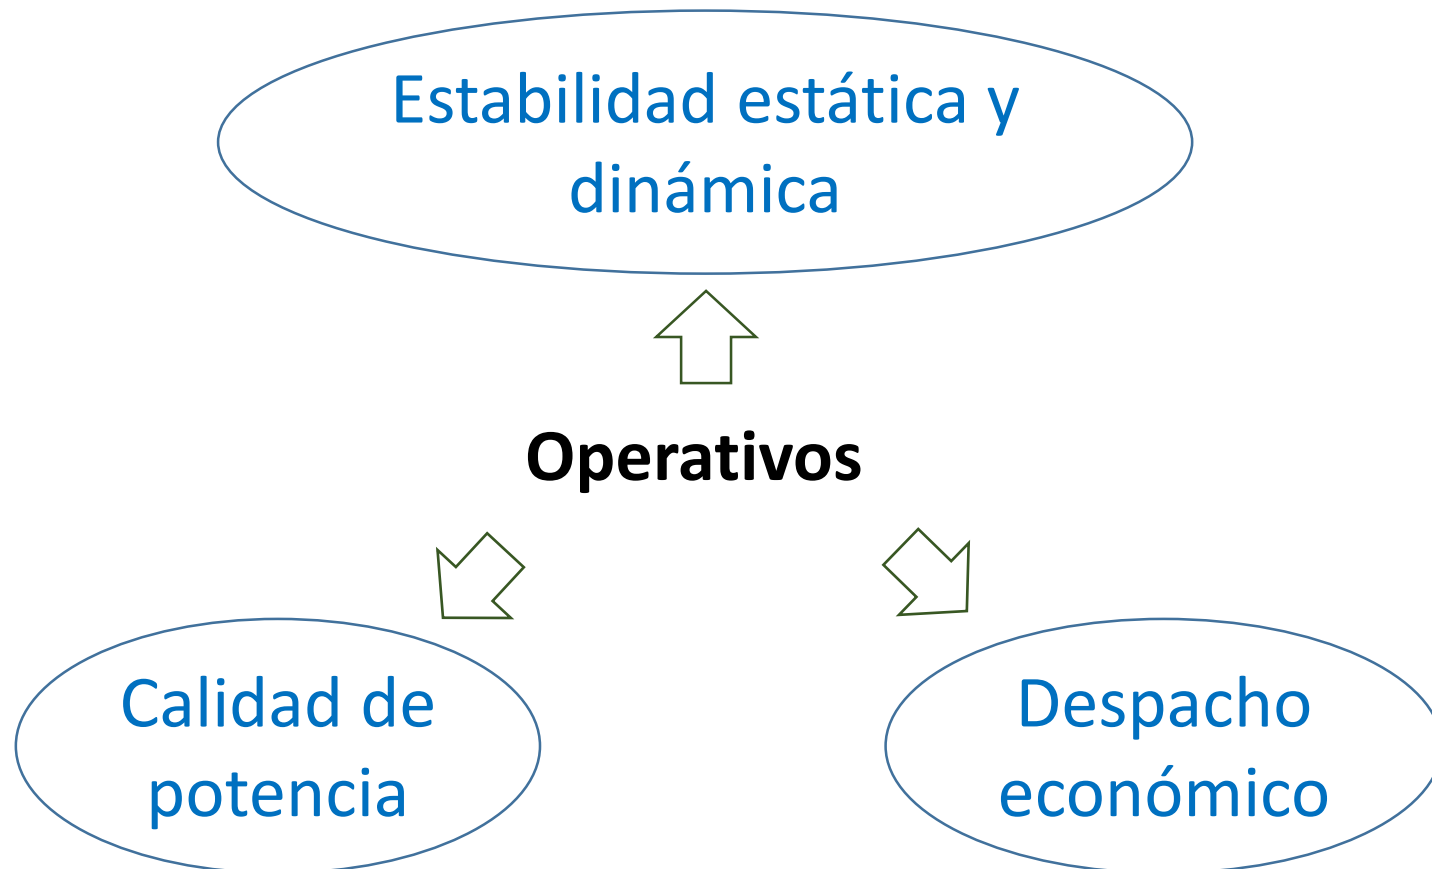 Estabilidad estática y
dinámica
Operativos
Calidad de
potencia
Despacho
económico